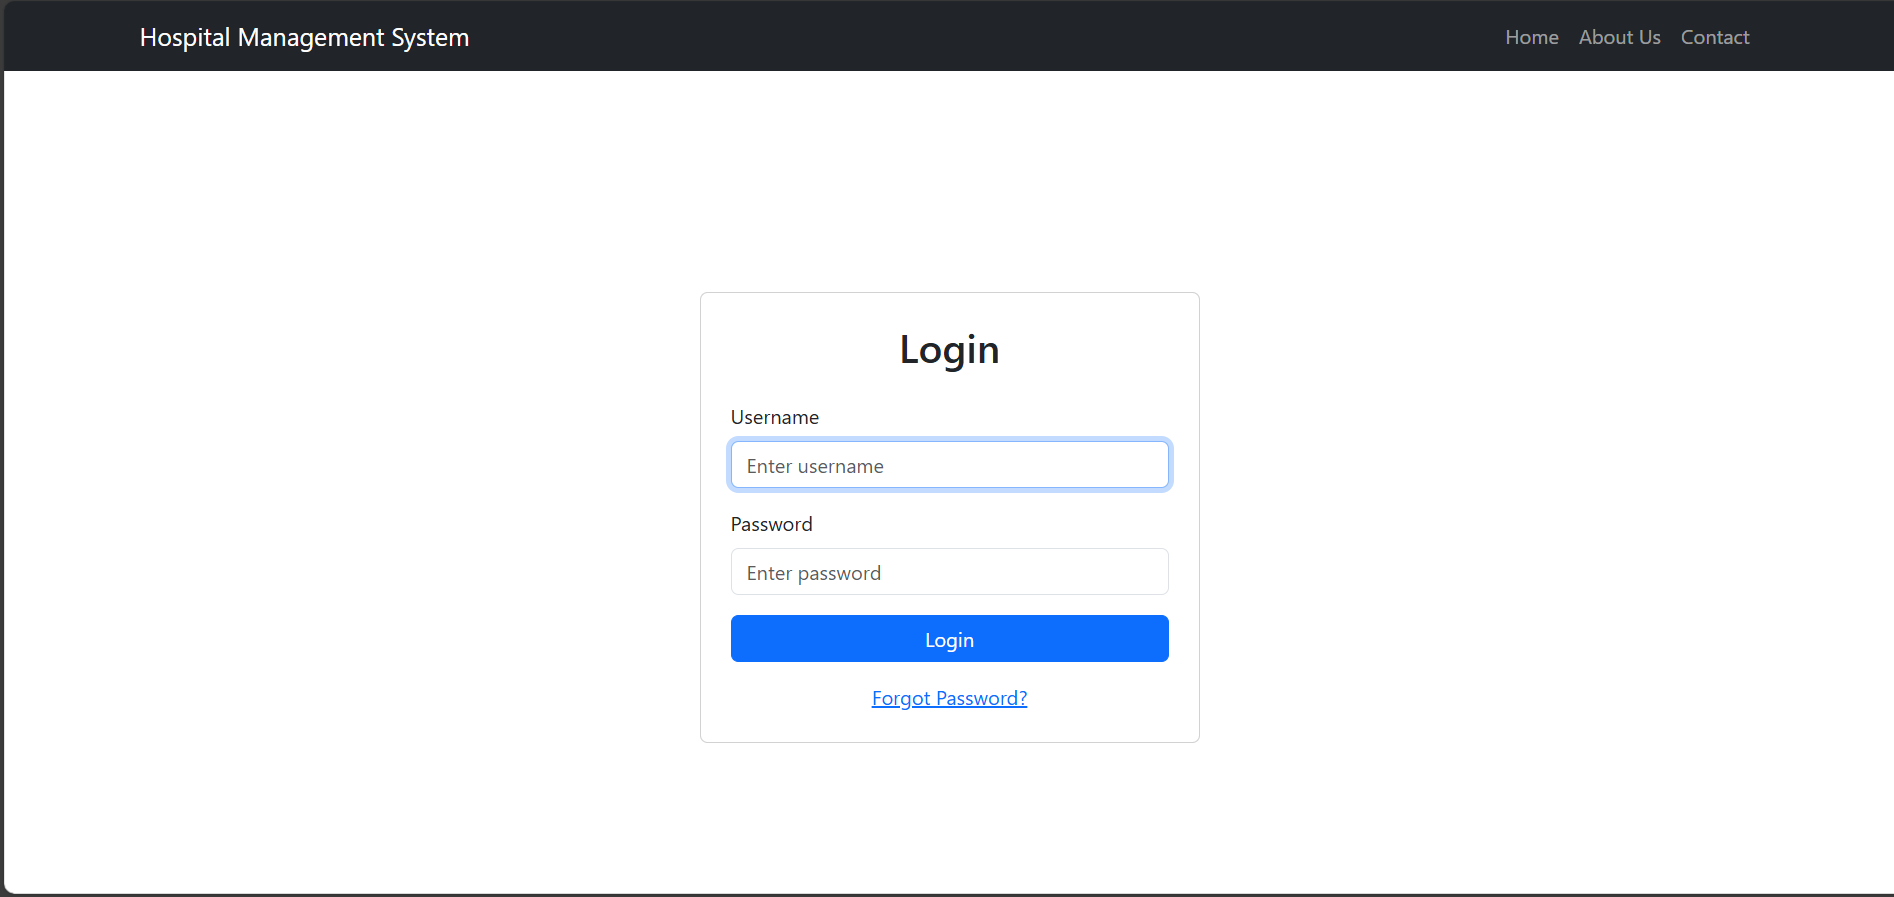 Hospital Management System
Home About Us Contact
Login
Username
Enter username
Password
Enter password
Login
Forgot Password?